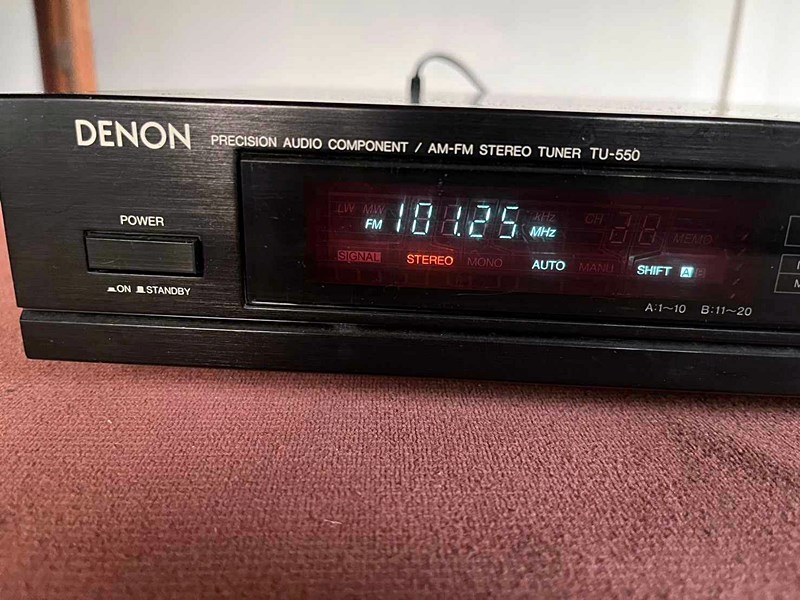 DENON PRECISION AUDIO COMPONENT / AM-FM STEREO TUNER TU-550
POWER
ON STANDBY
LW MW kHz CH MEMO
FM 101.25 MHz
SIGNAL STEREO MONO AUTO MANU SHIFT A B
A:1~10 B:11~20